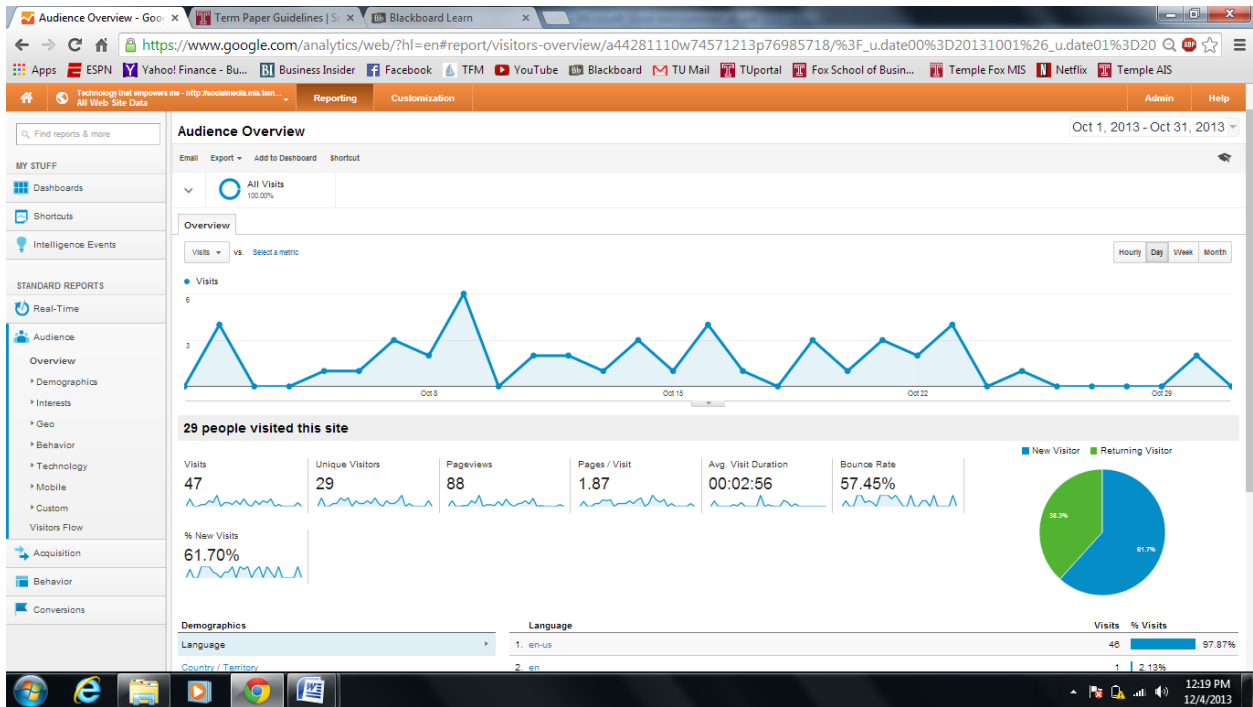 Audience Overview - Goo
Term Paper Guidelines | S
Blackboard Learn
https://www.google.com/analytics/web/?hl=en#report/visitors-overview/a44281110w74571213p76985718/%3F_u.date00%3D20131001%26_u.date01%3D20
Apps ESPN Yahoo! Finance - Bu... Business Insider Facebook TFM YouTube Blackboard TU Mail TUportal Fox School of Busin... Temple Fox MIS Netflix Temple AIS
Technology that empowers me - http://socialmedia.mis.tem...
All Web Site Data
Reporting Customization Admin Help
Find reports & more
MY STUFF
Dashboards
Shortcuts
Intelligence Events
STANDARD REPORTS
Real-Time
Audience
Overview
Demographics
Interests
Geo
Behavior
Technology
Mobile
Custom
Visitors Flow
Acquisition
Behavior
Conversions
Audience Overview
Oct 1, 2013 - Oct 31, 2013
Email Export Add to Dashboard Shortcut
All Visits
100.00%
Overview
Visits VS. Select a metric
Hourly Day Week Month
Visits
6
3
Oct 8 Oct 15 Oct 22 Oct 29
29 people visited this site
New Visitor Returning Visitor
Visits
47
Unique Visitors
29
Pageviews
88
Pages / Visit
1.87
Avg. Visit Duration
00:02:56
Bounce Rate
57.45%
% New Visits
61.70%
38.3%
61.7%
Demographics
Language
Country / Territory
Language Visits % Visits
1. en-us 46 97.87%
2. en 1 2.13%
12:19 PM
12/4/2013